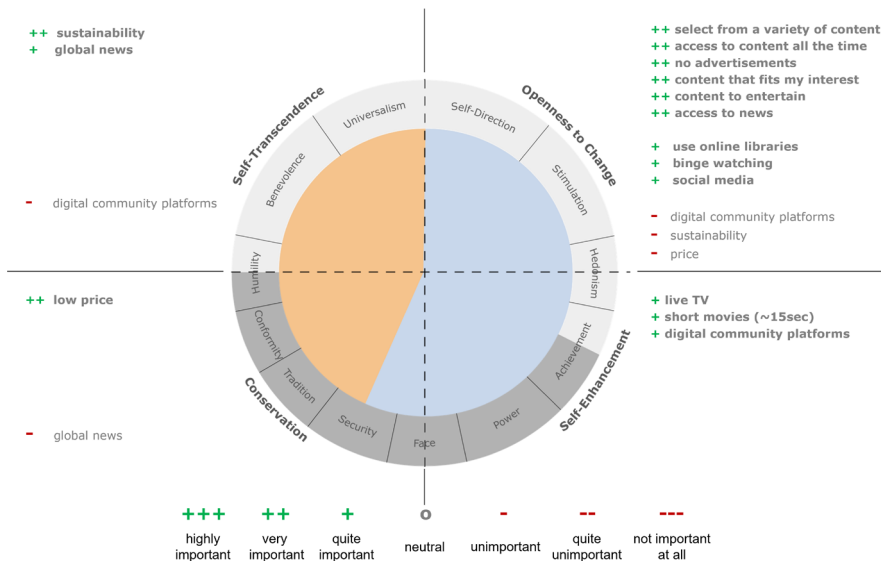 ++ sustainability
+ global news
- digital community platforms
++ select from a variety of content
++ access to content all the time
++ no advertisements
++ content that fits my interest
++ content to entertain
++ access to news
+ use online libraries
+ binge watching
+ social media
- digital community platforms
- sustainability
- price
Self-Transcendence
Openness to Change
Universalism
Self-Direction
Benevolence
Stimulation
Humility
Hedonism
Conformity
Achievement
Tradition
Power
Security
Face
Conservation
Self-Enhancement
++ low price
- global news
+ live TV
+ short movies (~15sec)
+ digital community platforms
+++ ++ + o - -- ---
highly important
very important
quite important
neutral
unimportant
quite unimportant
not important at all